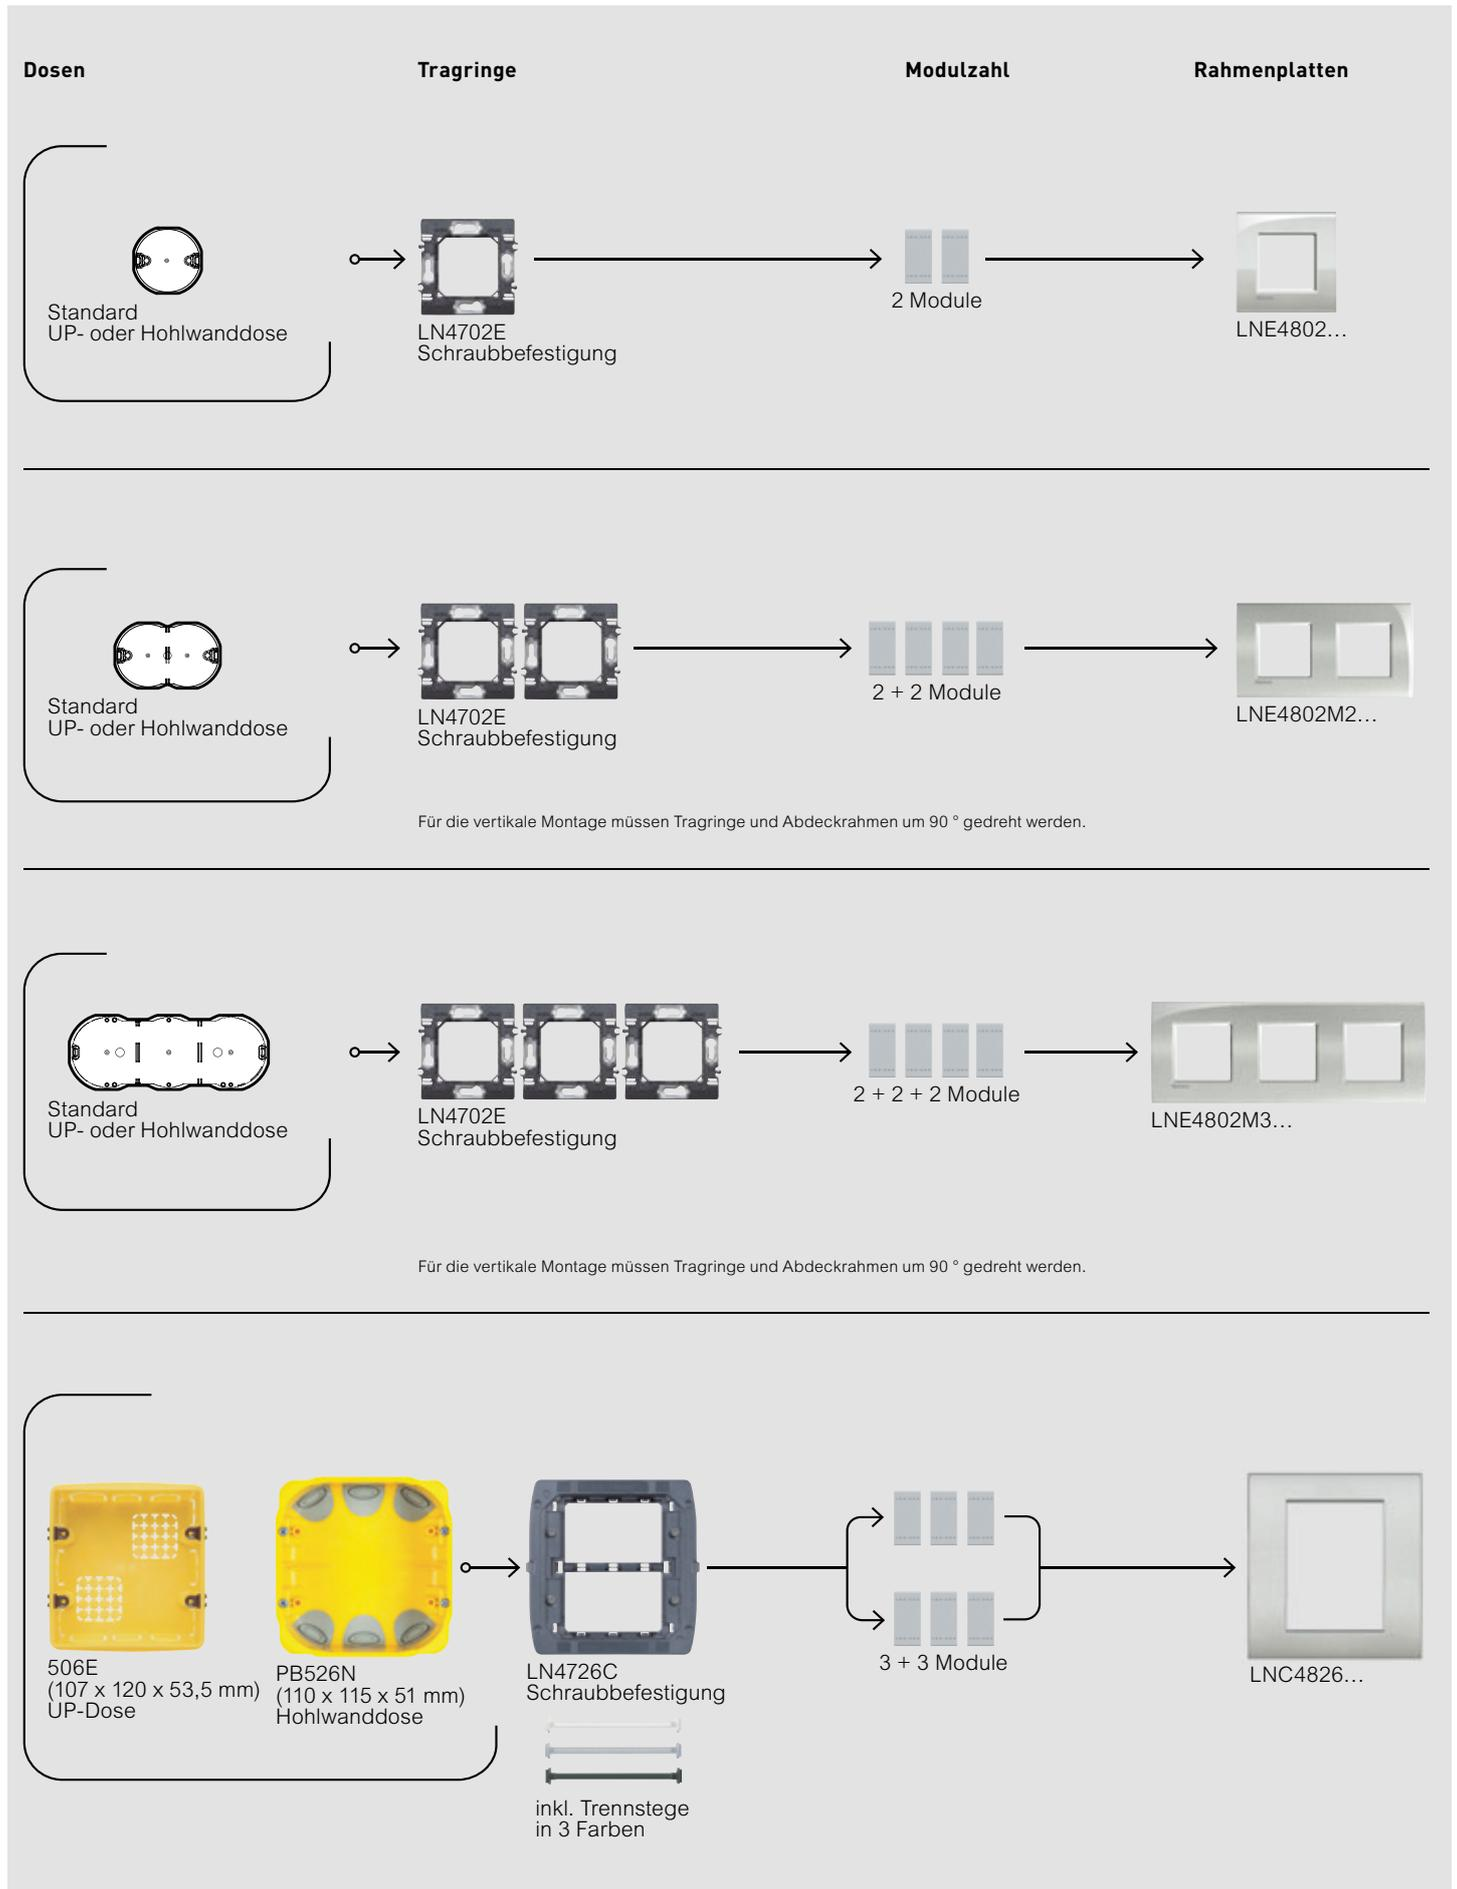 Dosen
Tragringe
Modulzahl
Rahmenplatten
Standard
UP- oder Hohlwanddose
LN4702E
Schraubbefestigung
2 Module
LNE4802…
Standard
UP- oder Hohlwanddose
LN4702E
Schraubbefestigung
2 + 2 Module
LNE4802M2…
Für die vertikale Montage müssen Tragringe und Abdeckrahmen um 90 ° gedreht werden.
Standard
UP- oder Hohlwanddose
LN4702E
Schraubbefestigung
2 + 2 + 2 Module
LNE4802M3…
Für die vertikale Montage müssen Tragringe und Abdeckrahmen um 90 ° gedreht werden.
506E
(107 x 120 x 53,5 mm)
UP-Dose
PB526N
(110 x 115 x 51 mm)
Hohlwanddose
LN4726C
Schraubbefestigung
inkl. Trennstege
in 3 Farben
3 + 3 Module
LNC4826…